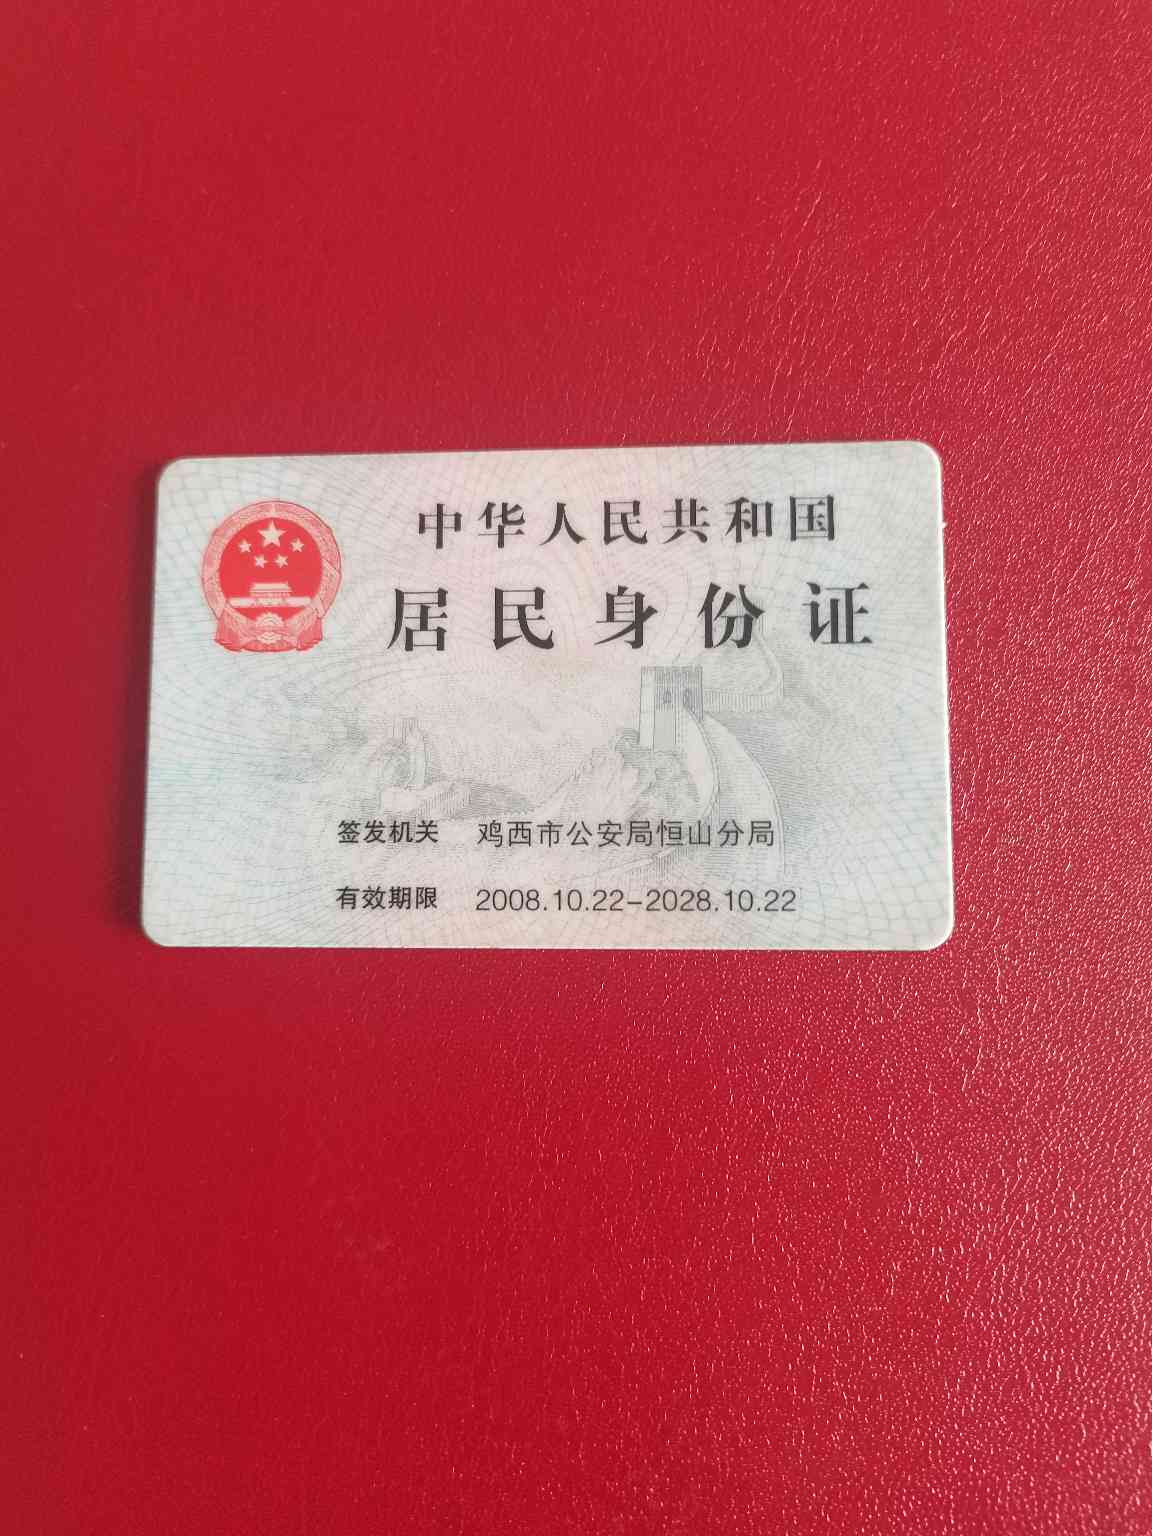 中华人民共和国
居民身份证
签发机关 鸡西市公安局恒山分局
有效期限 2008.10.22-2028.10.22